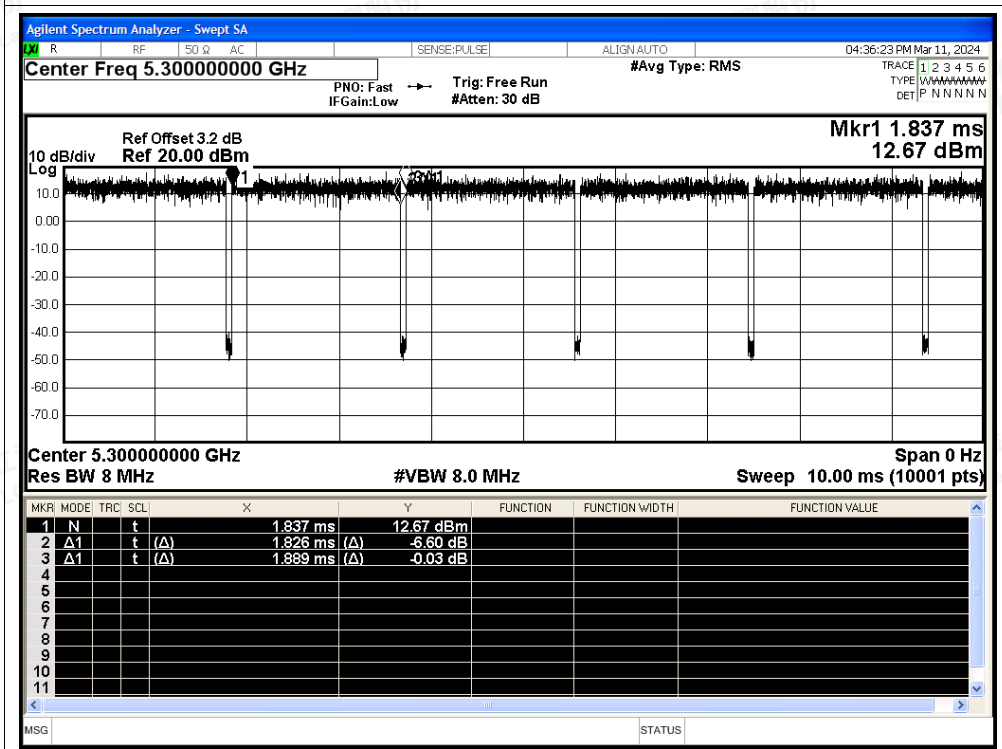 Agilent Spectrum Analyzer - Swept SA
LXI R RF 50 Ω AC SENSE:PULSE ALIGN AUTO 04:36:23 PM Mar 11, 2024
Center Freq 5.300000000 GHz #Avg Type: RMS TRACE 1 2 3 4 5 6
PNO: Fast Trig: Free Run TYPE WWWWWW
IFGain:Low #Atten: 30 dB DET P N N N N N
Mkr1 1.837 ms
Ref Offset 3.2 dB
10 dB/div Ref 20.00 dBm 12.67 dBm
Log
1
10.0
0.00
-10.0
-20.0
-30.0
-40.0
-50.0
-60.0
-70.0
Center 5.300000000 GHz Span 0 Hz
Res BW 8 MHz #VBW 8.0 MHz Sweep 10.00 ms (10001 pts)
MKR MODE TRC SCL X Y FUNCTION FUNCTION WIDTH FUNCTION VALUE
1 N t 1.837 ms 12.67 dBm
2 Δ1 t (Δ) 1.826 ms (Δ) -6.60 dB
3 Δ1 t (Δ) 1.889 ms (Δ) -0.03 dB
4
5
6
7
8
9
10
11
MSG STATUS